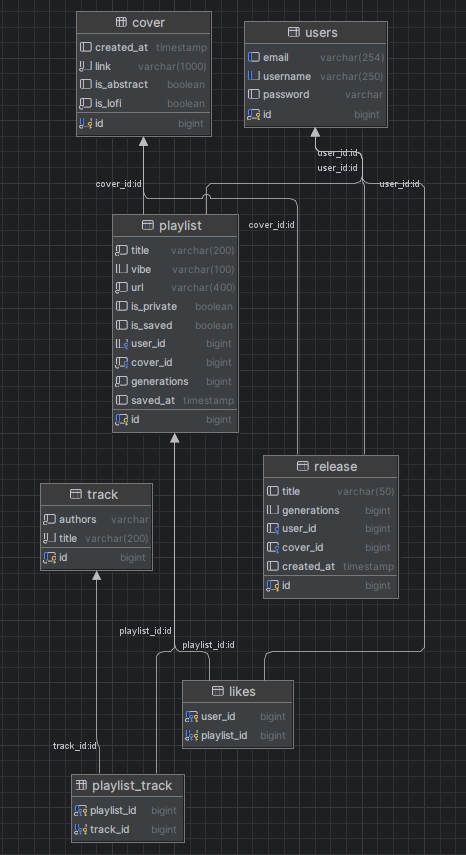 cover
created_at timestamp
link varchar(1000)
is_abstract boolean
is_lofi boolean
id bigint
users
email varchar(254)
username varchar(250)
password varchar
id bigint
user_id:id
user_id:id
cover_id:id
user_id:id
cover_id:id
playlist
title varchar(200)
vibe varchar(100)
url varchar(400)
is_private boolean
is_saved boolean
user_id bigint
cover_id bigint
generations bigint
saved_at timestamp
id bigint
release
title varchar(50)
generations bigint
user_id bigint
cover_id bigint
created_at timestamp
id bigint
track
authors varchar
title varchar(200)
id bigint
playlist_id:id
playlist_id:id
likes
user_id bigint
playlist_id bigint
track_id:id
playlist_track
playlist_id bigint
track_id bigint